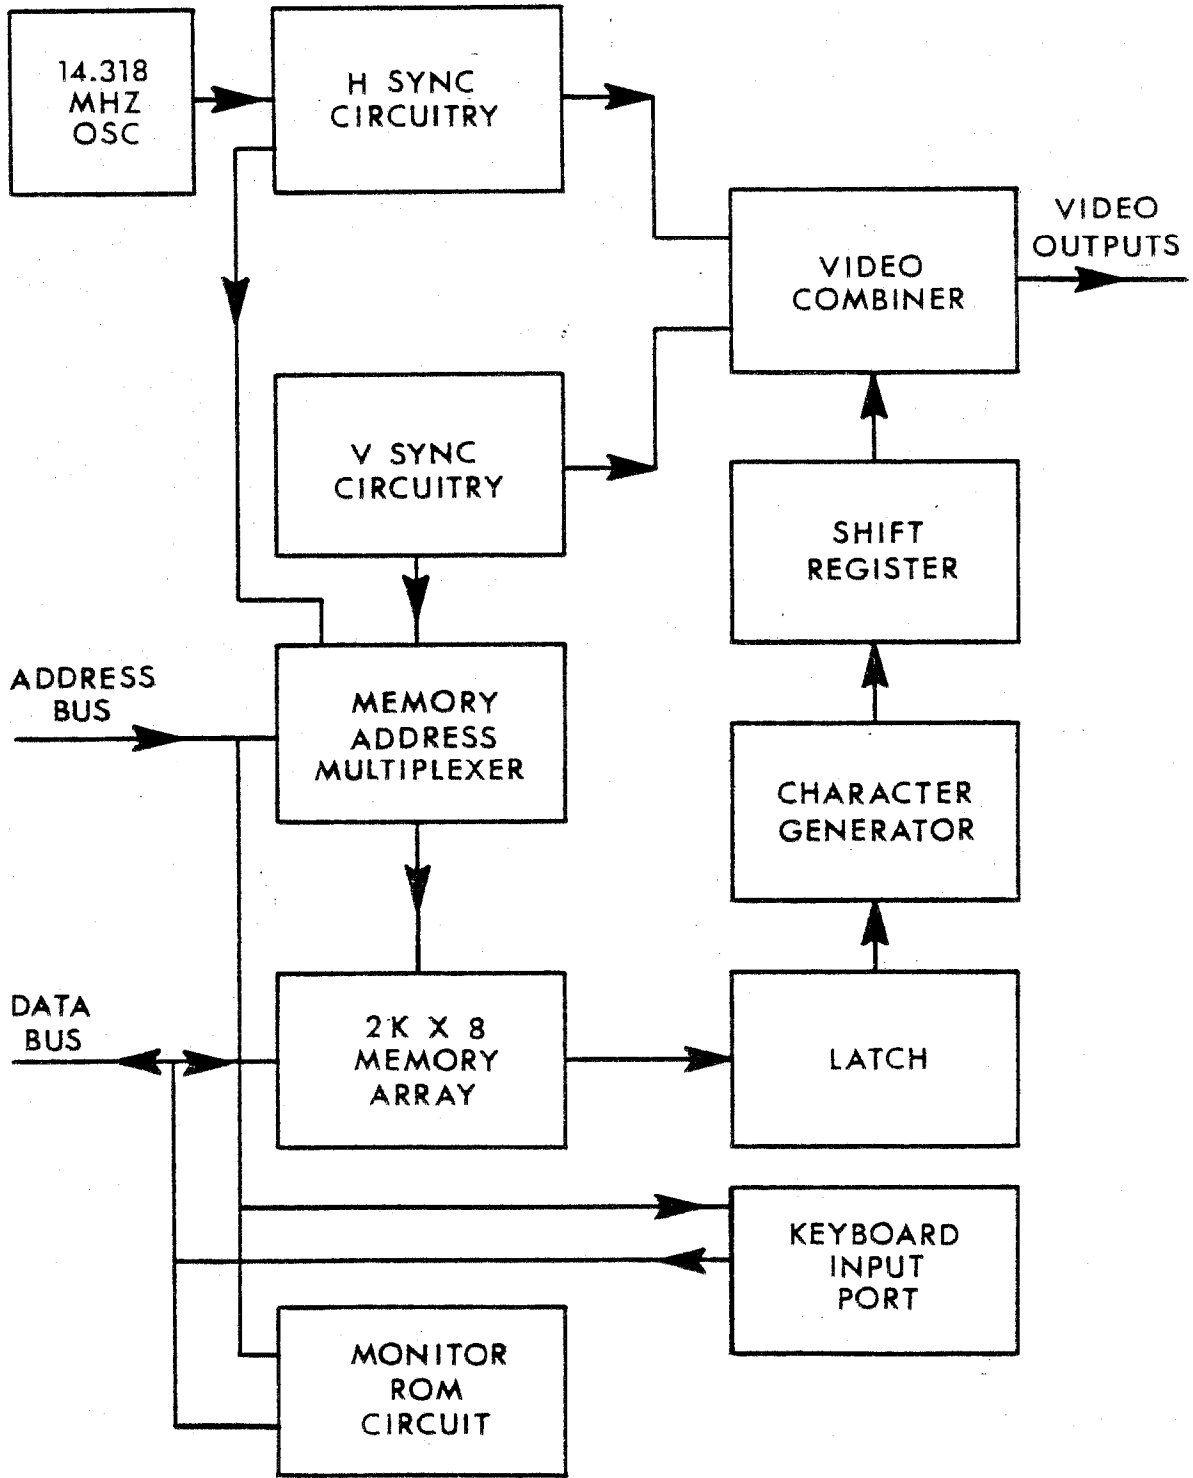 14.318
MHZ
OSC
H SYNC
CIRCUITRY
VIDEO
OUTPUTS
VIDEO
COMBINER
V SYNC
CIRCUITRY
SHIFT
REGISTER
ADDRESS
BUS
MEMORY
ADDRESS
MULTIPLEXER
CHARACTER
GENERATOR
DATA
BUS
2K X 8
MEMORY
ARRAY
LATCH
KEYBOARD
INPUT
PORT
MONITOR
ROM
CIRCUIT